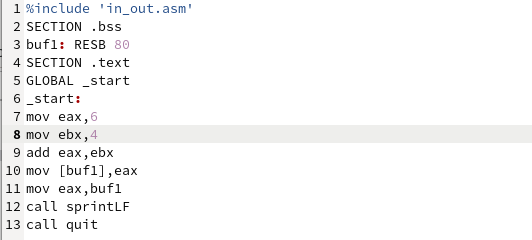 1 %include 'in_out.asm'
2 SECTION .bss
3 buf1: RESB 80
4 SECTION .text
5 GLOBAL _start
6 _start:
7 mov eax,6
8 mov ebx,4
9 add eax,ebx
10 mov [buf1],eax
11 mov eax,buf1
12 call sprintLF
13 call quit